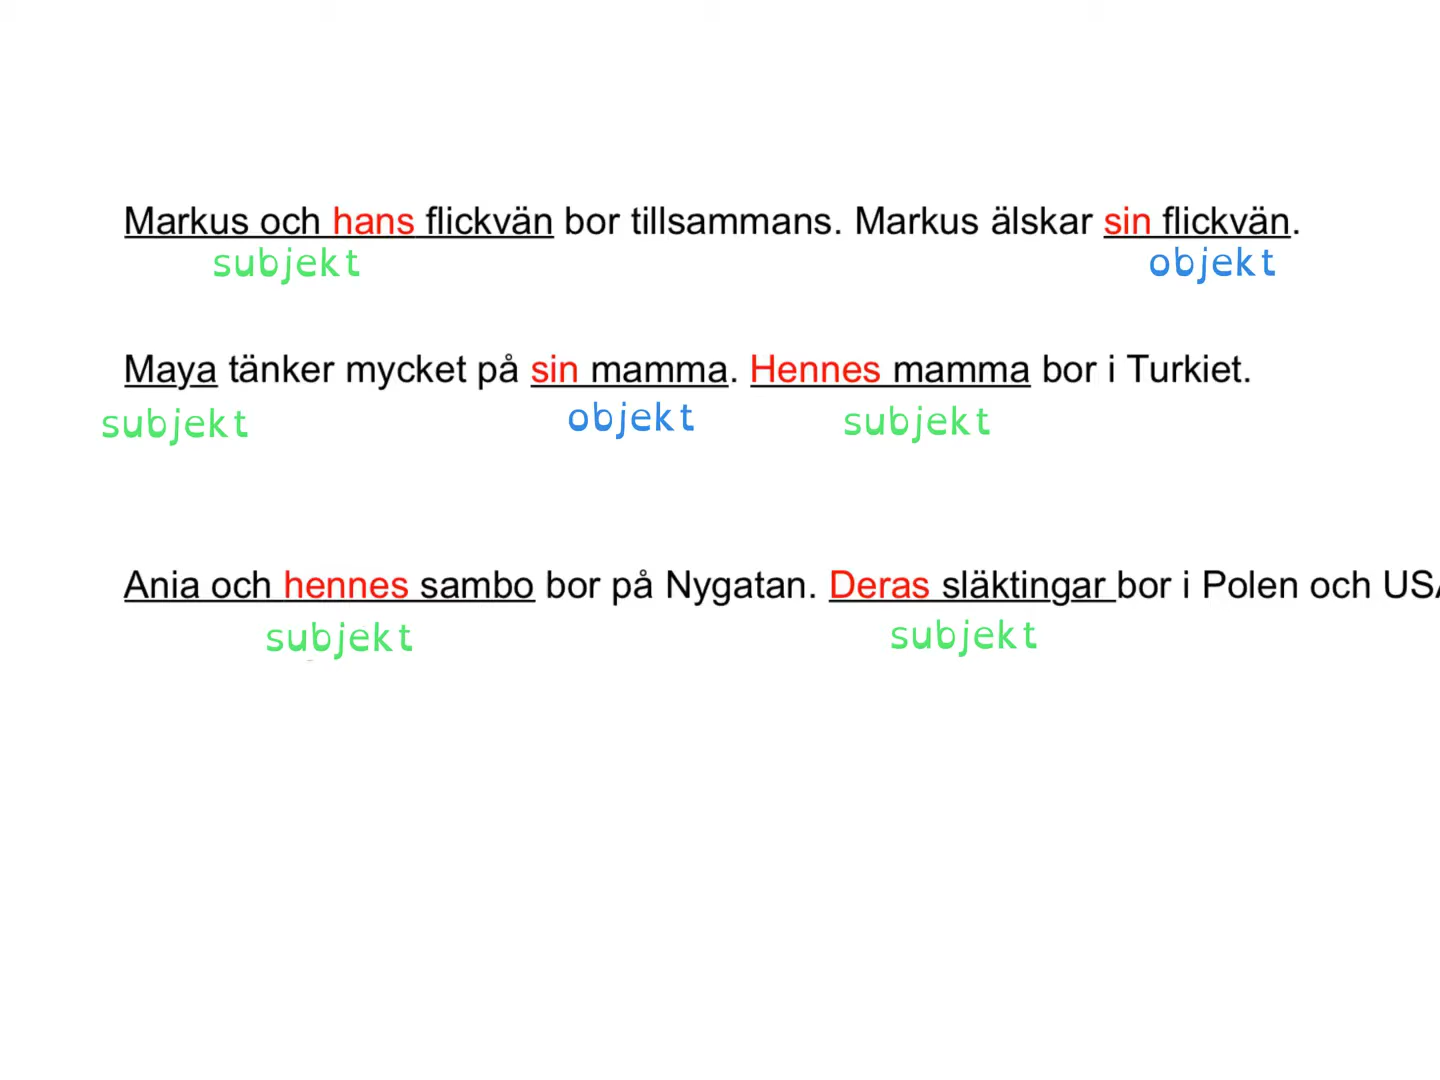 Markus och hans flickvän bor tillsammans. Markus älskar sin flickvän.
subjekt objekt
Maya tänker mycket på sin mamma. Hennes mamma bor i Turkiet.
subjekt objekt subjekt
Ania och hennes sambo bor på Nygatan. Deras släktingar bor i Polen och USA
subjekt subjekt